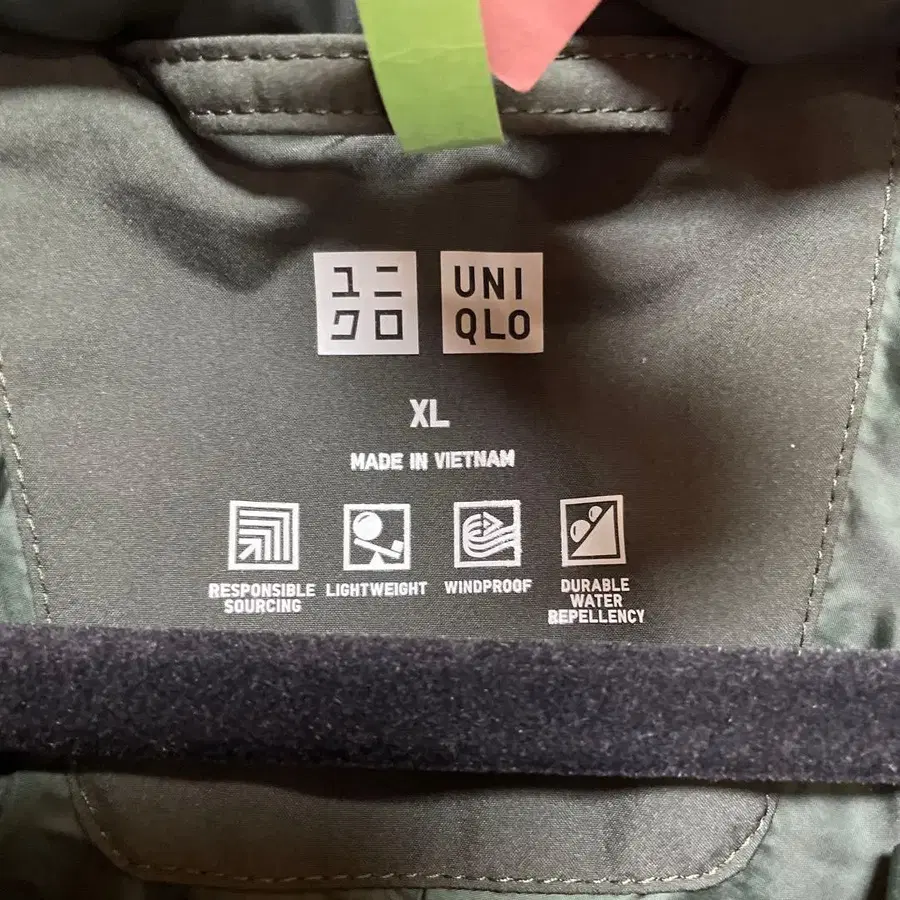 ユニ
クロ
UNI
QLO
XL
MADE IN VIETNAM
RESPONSIBLE
SOURCING
LIGHTWEIGHT
WINDPROOF
DURABLE
WATER
REPELLENCY